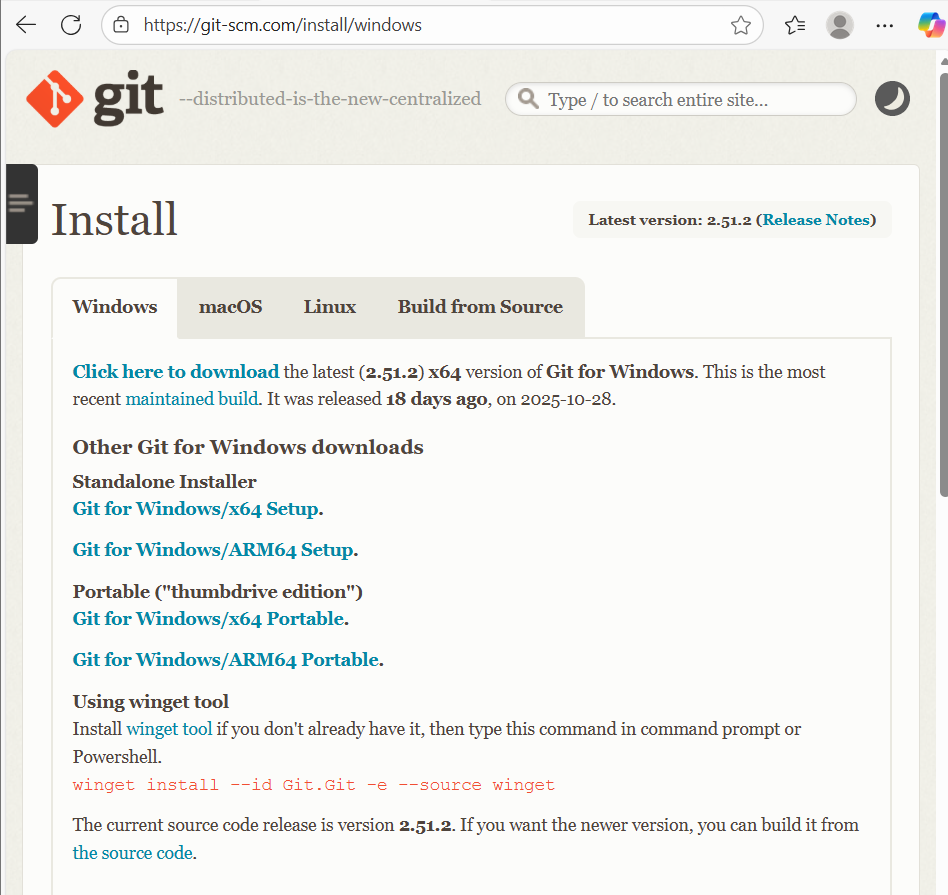 https://git-scm.com/install/windows
git --distributed-is-the-new-centralized
Type / to search entire site...
Install
Latest version: 2.51.2 (Release Notes)
Windows macOS Linux Build from Source
Click here to download the latest (2.51.2) x64 version of Git for Windows. This is the most
recent maintained build. It was released 18 days ago, on 2025-10-28.
Other Git for Windows downloads
Standalone Installer
Git for Windows/x64 Setup.
Git for Windows/ARM64 Setup.
Portable ("thumbdrive edition")
Git for Windows/x64 Portable.
Git for Windows/ARM64 Portable.
Using winget tool
Install winget tool if you don't already have it, then type this command in command prompt or
Powershell.
winget install --id Git.Git -e --source winget
The current source code release is version 2.51.2. If you want the newer version, you can build it from
the source code.